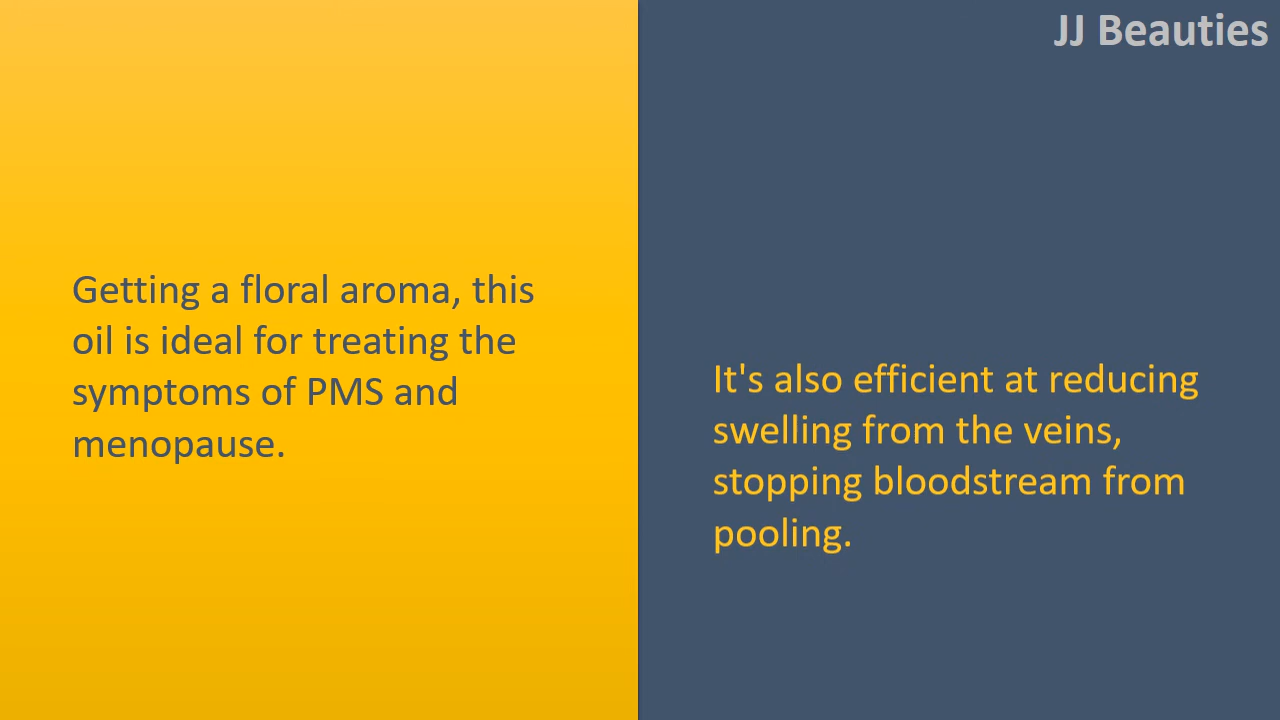 JJ Beauties
Getting a floral aroma, this
oil is ideal for treating the
symptoms of PMS and
menopause.
It's also efficient at reducing
swelling from the veins,
stopping bloodstream from
pooling.